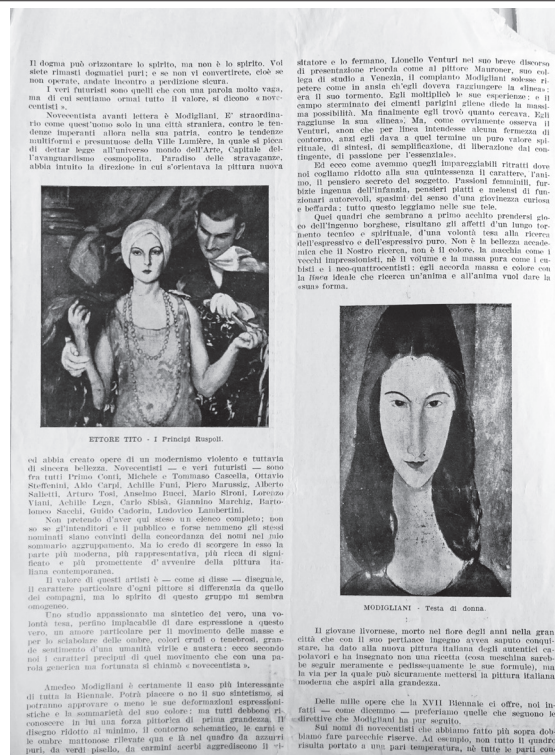 Il dogma può orizzontare lo spirito, ma non è lo spirito. Voi
siete rimasti dogmatici puri; e se non vi convertirete, cioè se
non operate, andate incontro a perdizione sicura.
I veri futuristi sono quelli che con una parola molto vaga,
ma di cui sentiamo ormai tutto il valore, si dicono « nove-
centisti ».
Novecentista avanti lettera è Modigliani. E' straordina-
rio come quest'uomo solo in una città straniera, contro le ten-
denze imperanti allora nella sua patria, contro le tendenze
multiformi e presuntuose della Ville Lumière, la quale si picca
di dettar legge all'universo mondo dell'Arte, Capitale del-
l'avanguardismo cosmopolita, Paradiso delle stravaganze,
abbia intuito la direzione in cui s'orientava la pittura nuova
ETTORE TITO - I Principi Ruspoli.
ed abbia creato opere di un modernismo violento e tuttavia
di sincera bellezza. Novecentisti — e veri futuristi — sono
fra tutti Primo Conti, Michele e Tommaso Cascella, Ottavio
Steffenini, Aldo Carpi, Achille Funi, Piero Marussig, Alberto
Salietti, Arturo Tosi, Anselmo Bucci, Mario Sironi, Lorenzo
Viani, Achille Lega, Carlo Sbisà, Giannino Marchig, Barto-
lomeo Sacchi, Guido Cadorin, Ludovico Lambertini.
Non pretendo d'aver qui steso un elenco completo; non
so se gl'intenditori e il pubblico e forse nemmeno gli stessi
nominati siano convinti della concordanza dei nomi nel mio
sommario aggruppamento. Ma io credo di scorgere in esso la
parte più moderna, più rappresentativa, più ricca di signi-
ficato e più promettente d'avvenire della pittura ita-
liana contemporanea.
Il valore di questi artisti è — come si disse — diseguale,
il carattere particolare d'ogni pittore si differenzia da quello
dei compagni, ma lo spirito di questo gruppo mi sembra
omogeneo.
Uno studio appassionato ma sintetico del vero, una vo-
lontà tesa, perfino implacabile di dare espressione a questo
vero, un amore particolare per il movimento delle masse e
per lo sciabolare delle ombre, colori crudi o tenebrosi, gran-
de sentimento d'una umanità virile e austera: ecco secondo
noi i caratteri precipui di quel movimento che con una pa-
rola generica ma fortunata si chiamò « novecentista ».
Amedeo Modigliani è certamente il caso più interessante
di tutta la Biennale. Potrà piacere o no il suo sintetismo, si
potranno approvare o meno le sue deformazioni espressioni-
stiche e la sommarietà del suo colore; ma tutti debbono ri-
conoscere in lui una forza pittorica di prima grandezza. Il
disegno ridotto al minimo, il contorno schematico, le carni e
le ombre mattonose rilevate qua e là nel quadro da azzurri
puri, da verdi pisello, da carmini acerbi aggrediscono il vi-
sitatore e lo fermano. Lionello Venturi nel suo breve discorso
di presentazione ricorda come al pittore Mauroner, suo col-
lega di studio a Venezia, il compianto Modigliani solesse ri-
petere come in ansia ch'egli doveva raggiungere la «linea»;
era il suo tormento. Egli moltiplicò le sue esperienze; e il
campo sterminato dei cimenti parigini gliene diede la massi-
ma possibilità. Ma finalmente egli trovò quanto cercava. Egli
raggiunse la sua «linea». Ma, come ovviamente osserva il
Venturi, «non che per linea intendesse alcuna fermezza di
contorno, anzi egli dava a quel termine un puro valore spi-
rituale, di sintesi, di semplificazione, di liberazione dal con-
tingente, di passione per l'essenziale».
Ed ecco come avemmo quegli impareggiabili ritratti dove
noi cogliamo ridotto alla sua quintessenza il carattere, l'ani-
mo, il pensiero secreto del soggetto. Passioni femminili, fur-
bizie ingenua dell'infanzia, pensieri piatti e melensi di fun-
zionari autorevoli, spasimi del senso d'una giovinezza curiosa
e beffarda; tutto questo leggiamo nelle sue tele.
Quei quadri che sembrano a primo acchito prendersi gio-
co dell'ingenuo borghese, risultano gli affetti d'un lungo tor-
mento tecnico e spirituale, d'una volontà tesa alla ricerca
dell'espressivo e dell'espressivo puro. Non è la bellezza accade-
mica che il Nostro ricerca, non è il colore, la macchia come i
vecchi impressionisti, nè il volume e la massa pura come i cu-
bisti e i neo-quattrocentisti: egli accorda massa e colore con
la linea ideale che ricerca un'anima e all'anima vuol dare la
«sua» forma.
MODIGLIANI - Testa di donna.
Il giovane livornese, morto nel fiore degli anni nella gran
città che con il suo pertinace ingegno aveva saputo conqui-
stare, ha dato alla nuova pittura italiana degli autentici ca-
polavori e ha insegnato non una ricetta (cosa meschina sareb-
be seguir meramente e pedissequamente le sue formule), ma
la via per la quale può sicuramente mettersi la pittura italiana
moderna che aspiri alla grandezza.
Delle mille opere che la XVII Biennale ci offre, noi in-
fatti — come dicemmo — preferiamo quelle che seguono le
direttive che Modigliani ha pur seguito.
Sui nomi di novecentisti che abbiamo fatto più sopra dob-
biamo fare parecchie riserve. Ad esempio, non tutto il quadro
risulta portato a una pari temperatura, nè tutte le parti di